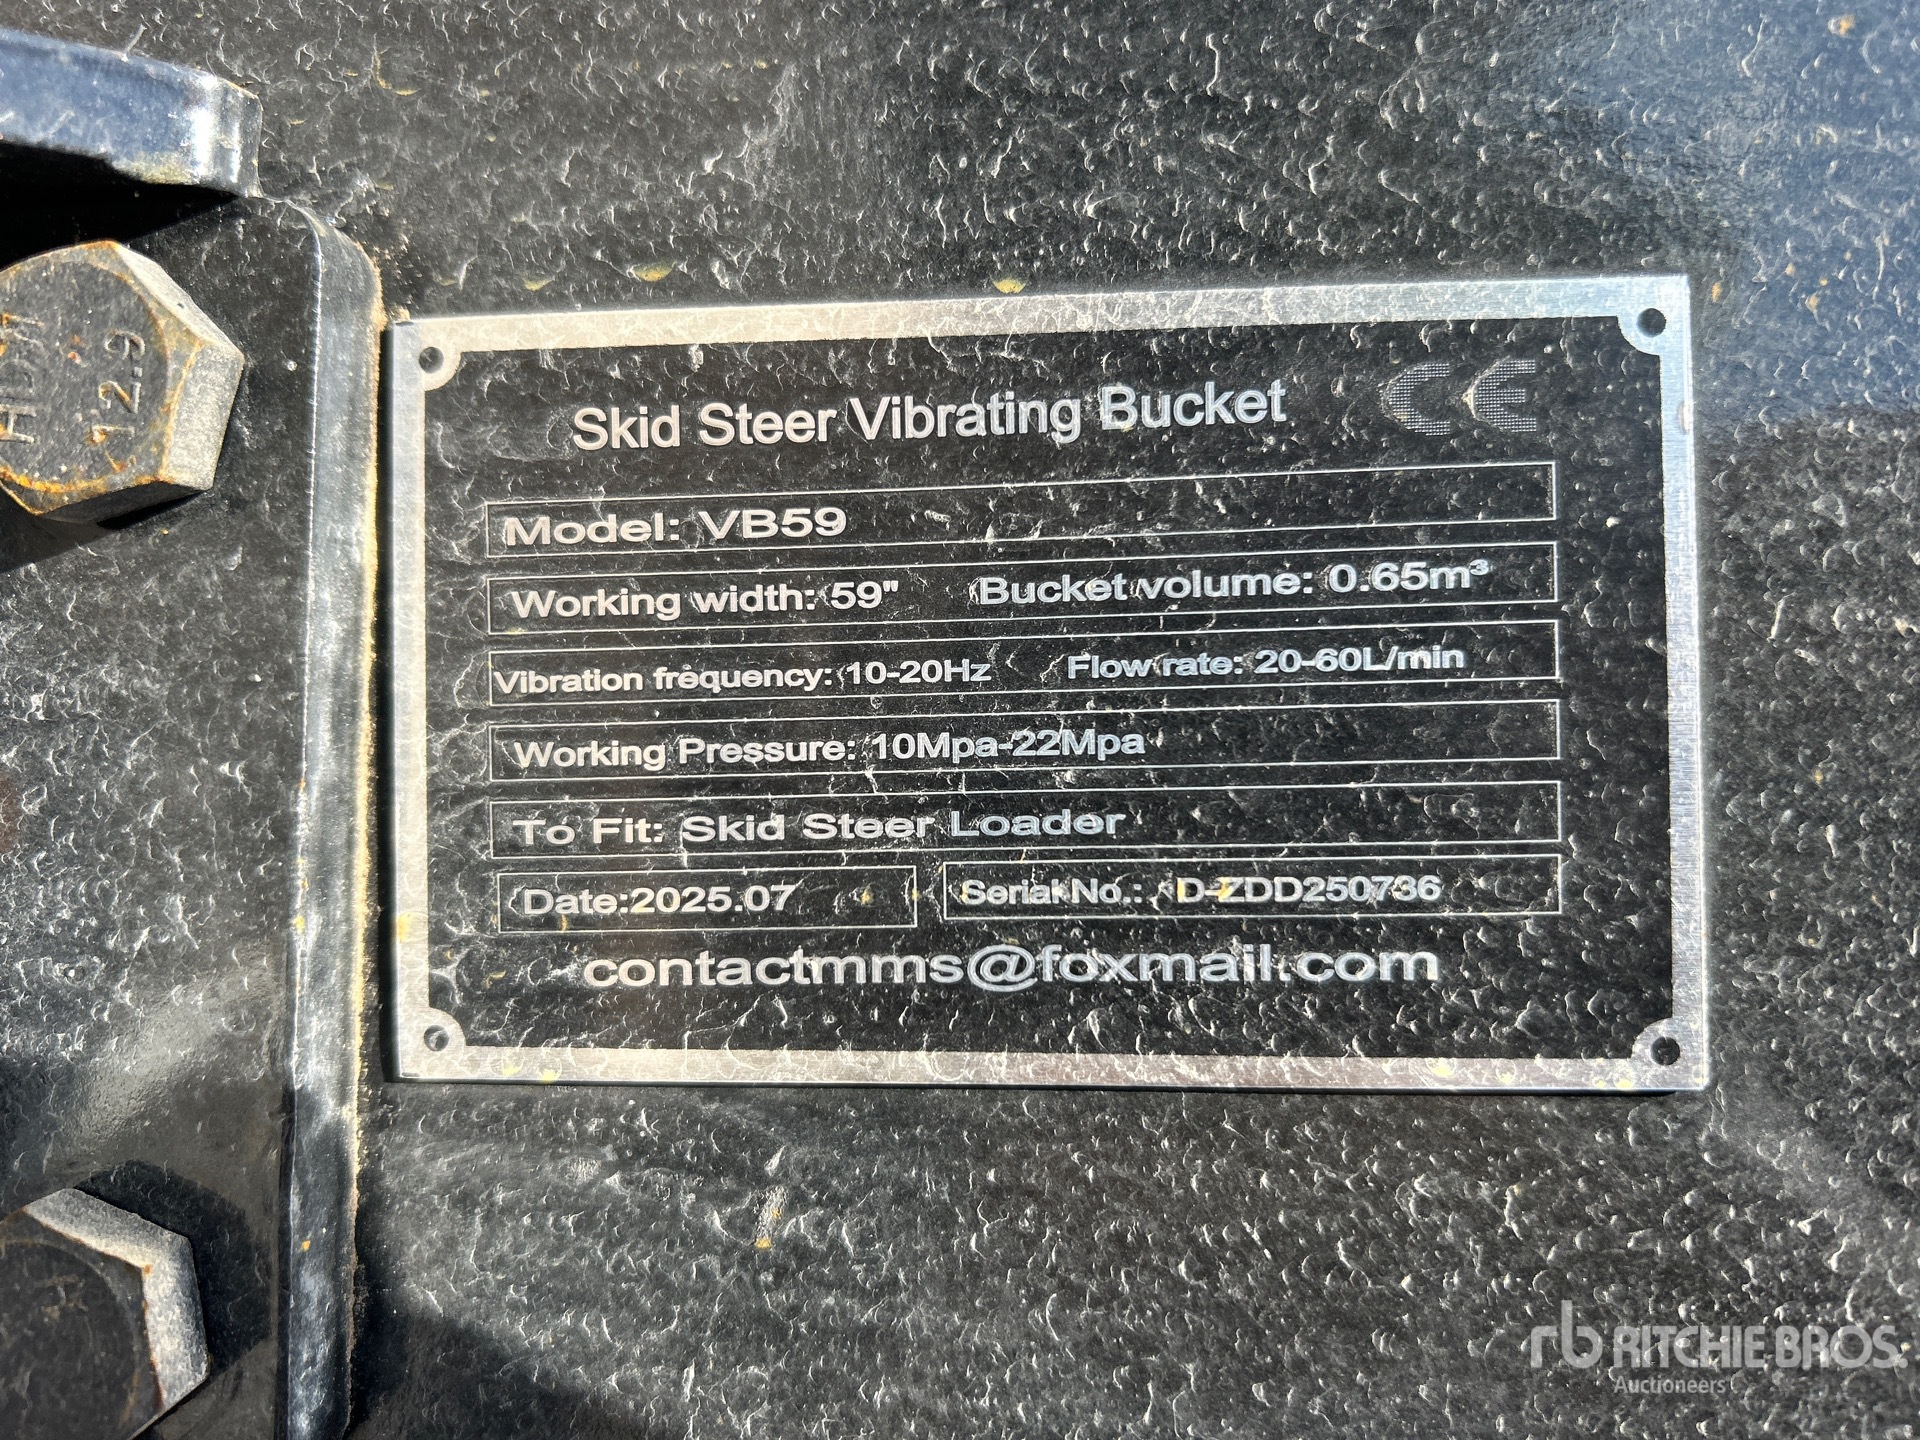 Skid Steer Vibrating Bucket CE
Model: VB59
Working width: 59" Bucket volume: 0.65m³
Vibration frequency: 10-20Hz Flow rate: 20-60L/min
Working Pressure: 10Mpa-22Mpa
To Fit: Skid Steer Loader
Date:2025.07 Serial No.: D-ZDD250736
contactmms@foxmail.com
12.9
rb RITCHIE BROS.
Auctioneers